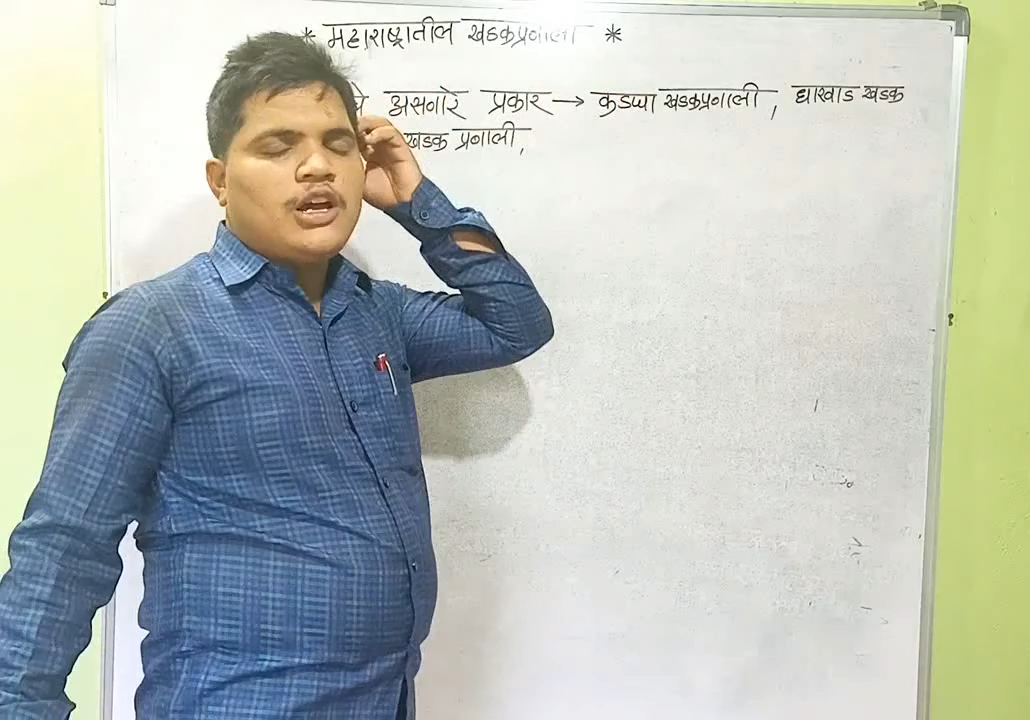 * महाराष्ट्रातील खडकप्रणाली *
असणारे प्रकार → कडप्पा खडकप्रणाली, धारवाड खडक
खडक प्रणाली,